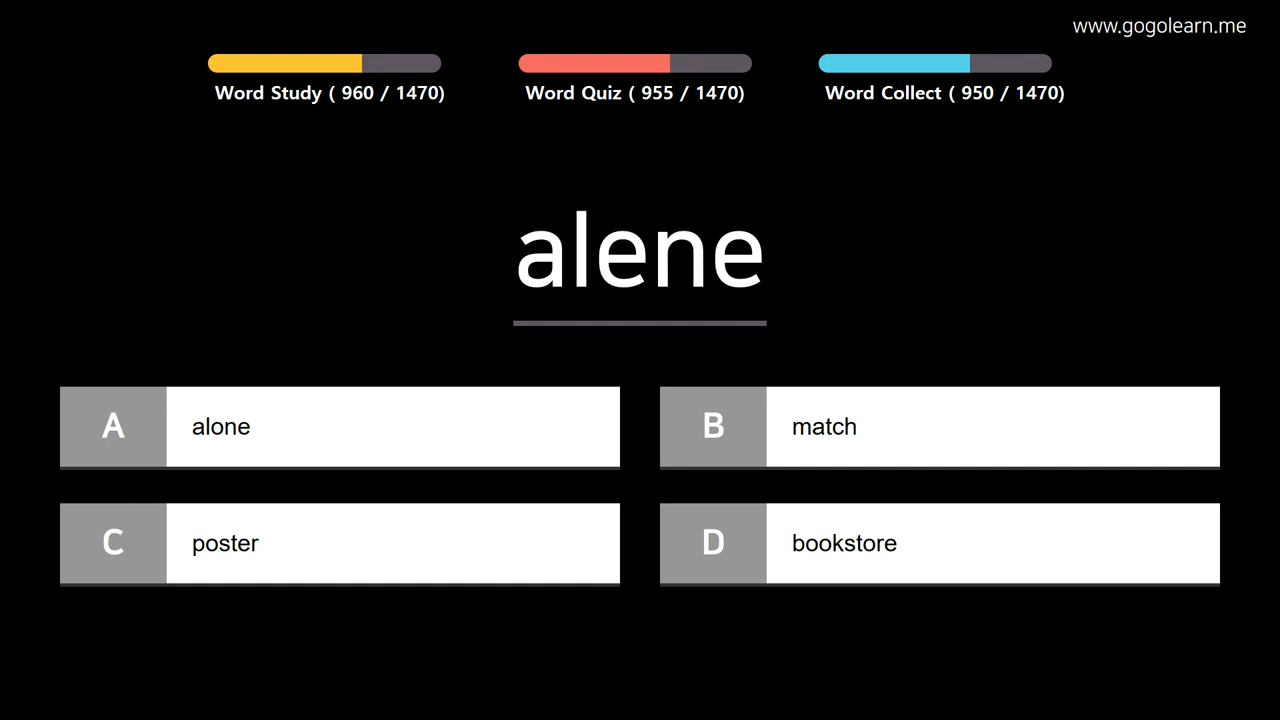 www.gogolearn.me
Word Study ( 960 / 1470)
Word Quiz ( 955 / 1470)
Word Collect ( 950 / 1470)
alene
A alone
B match
C poster
D bookstore